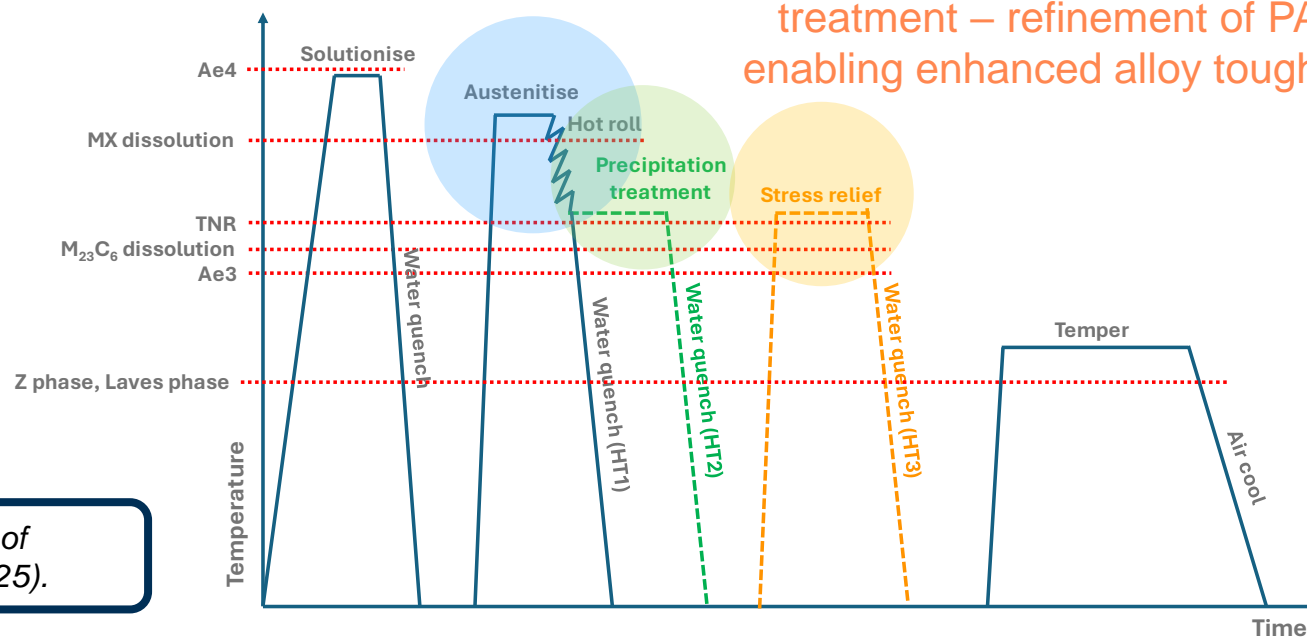 treatment – refinement of PA
enabling enhanced alloy tough
Solutionise
Ae4
Austenitise
Hot roll
MX dissolution
Precipitation
treatment
Stress relief
TNR
M₂₃C₆ dissolution
Ae3
Water quench
Water quench (HT1)
Water quench (HT2)
Water quench (HT3)
Temper
Z phase, Laves phase
Air cool
Temperature
of
25).
Time